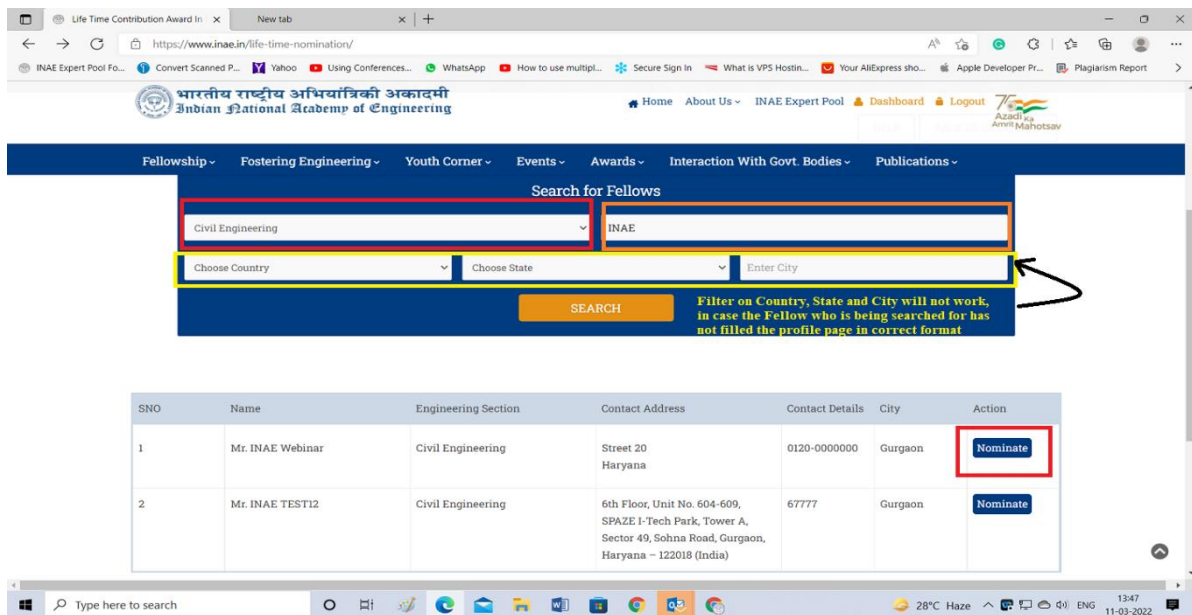 Life Time Contribution Award In
New tab
https://www.inae.in/life-time-nomination/
INAE Expert Pool Fo...
Convert Scanned P...
Yahoo
Using Conferences...
WhatsApp
How to use multipl...
Secure Sign In
What is VPS Hostin...
Your AliExpress sho...
Apple Developer Pr...
Plagiarism Report
भारतीय राष्ट्रीय अभियांत्रिकी अकादमी
Indian National Academy of Engineering
Home About Us INAE Expert Pool Dashboard Logout
Azadi Ka
Amrit Mahotsav
Fellowship Fostering Engineering Youth Corner Events Awards Interaction With Govt. Bodies Publications
Search for Fellows
Civil Engineering INAE
Choose Country Choose State Enter City
SEARCH
Filter on Country, State and City will not work,
in case the Fellow who is being searched for has
not filled the profile page in correct format
SNO Name Engineering Section Contact Address Contact Details City Action
1 Mr. INAE Webinar Civil Engineering Street 20 0120-0000000 Gurgaon Nominate
Haryana
2 Mr. INAE TEST12 Civil Engineering 6th Floor, Unit No. 604-609, 67777 Gurgaon Nominate
SPAZE I-Tech Park, Tower A,
Sector 49, Sohna Road, Gurgaon,
Haryana – 122018 (India)
Type here to search
28°C Haze
ENG
13:47
11-03-2022